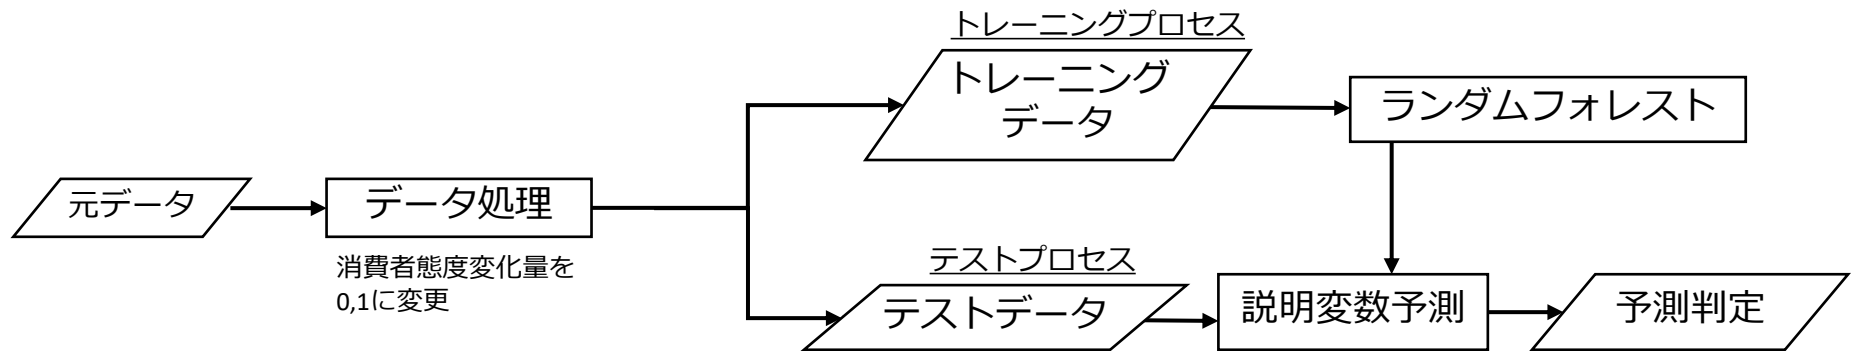 元データ
データ処理
消費者態度変化量を
0,1に変更
トレーニングプロセス
トレーニング
データ
ランダムフォレスト
テストプロセス
テストデータ
説明変数予測
予測判定